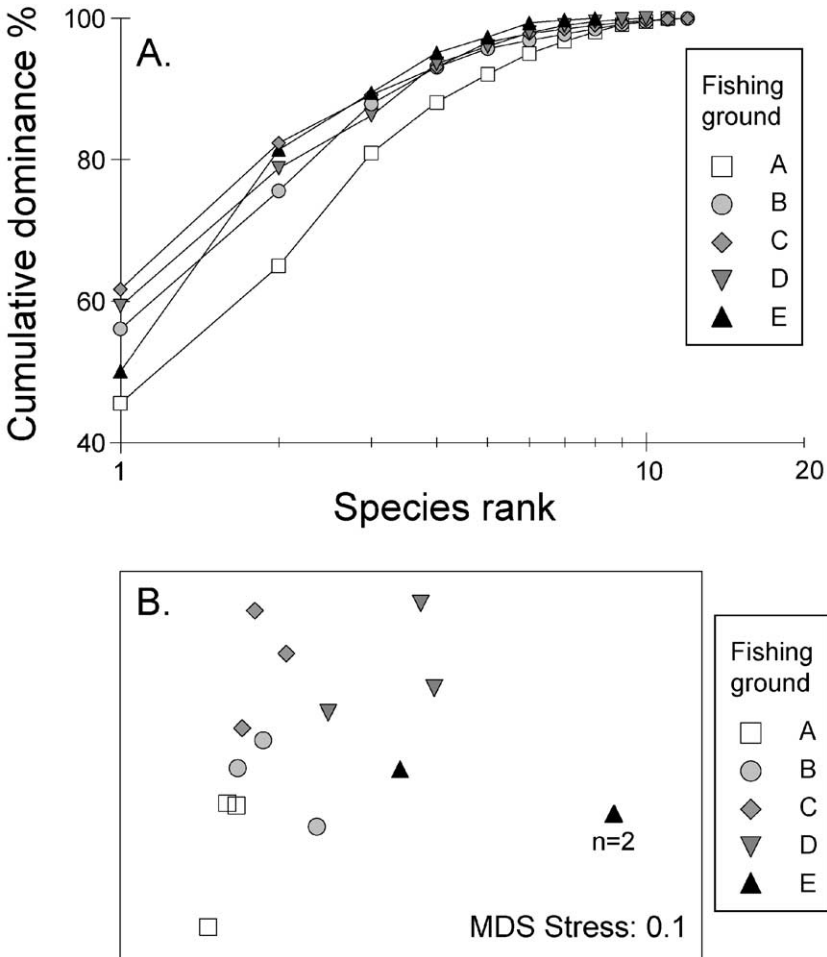 A.
Cumulative dominance %
100
80
60
40
1
10
20
Species rank
Fishing
ground
A
B
C
D
E
B.
n=2
MDS Stress: 0.1
Fishing
ground
A
B
C
D
E